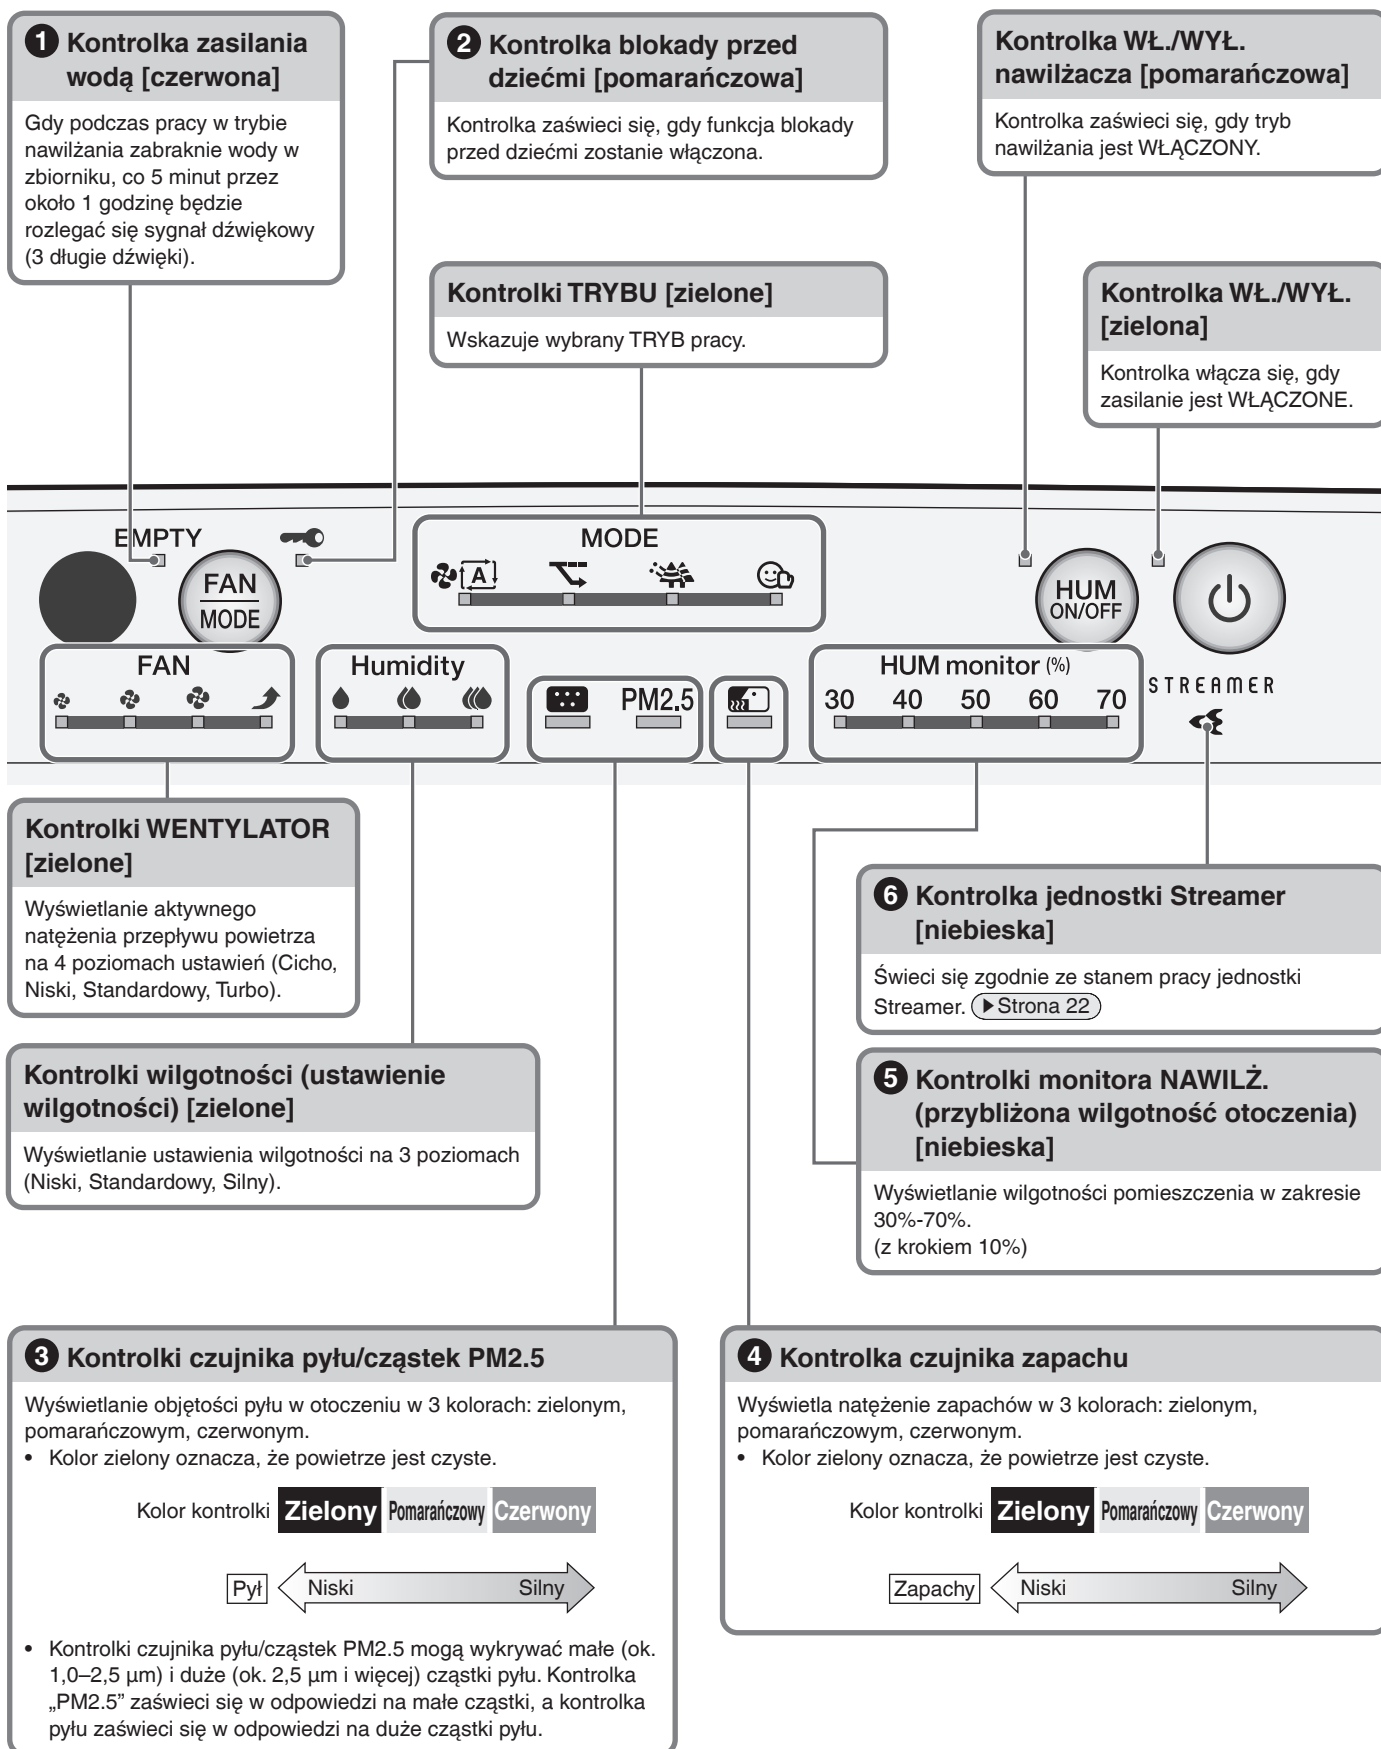 1 Kontrolka zasilania
wodą [czerwona]
Gdy podczas pracy w trybie
nawilżania zabraknie wody w
zbiorniku, co 5 minut przez
około 1 godzinę będzie
rozlegać się sygnał dźwiękowy
(3 długie dźwięki).
2 Kontrolka blokady przed
dziećmi [pomarańczowa]
Kontrolka zaświeci się, gdy funkcja blokady
przed dziećmi zostanie włączona.
Kontrolka WŁ./WYŁ.
nawilżacza [pomarańczowa]
Kontrolka zaświeci się, gdy tryb
nawilżania jest WŁĄCZONY.
Kontrolki TRYBU [zielone]
Wskazuje wybrany TRYB pracy.
Kontrolka WŁ./WYŁ.
[zielona]
Kontrolka włącza się, gdy
zasilanie jest WŁĄCZONE.
EMPTY
FAN
MODE
MODE
A
HUM
ON/OFF
FAN
Humidity
PM2.5
HUM monitor (%)
30 40 50 60 70
STREAMER
Kontrolki WENTYLATOR
[zielone]
Wyświetlanie aktywnego
natężenia przepływu powietrza
na 4 poziomach ustawień (Cicho,
Niski, Standardowy, Turbo).
6 Kontrolka jednostki Streamer
[niebieska]
Świeci się zgodnie ze stanem pracy jednostki
Streamer. ▶Strona 22
Kontrolki wilgotności (ustawienie
wilgotności) [zielone]
Wyświetlanie ustawienia wilgotności na 3 poziomach
(Niski, Standardowy, Silny).
5 Kontrolki monitora NAWILŻ.
(przybliżona wilgotność otoczenia)
[niebieska]
Wyświetlanie wilgotności pomieszczenia w zakresie
30%-70%.
(z krokiem 10%)
3 Kontrolki czujnika pyłu/cząstek PM2.5
Wyświetlanie objętości pyłu w otoczeniu w 3 kolorach: zielonym,
pomarańczowym, czerwonym.
• Kolor zielony oznacza, że powietrze jest czyste.
Kolor kontrolki Zielony Pomarańczowy Czerwony
Pył Niski Silny
• Kontrolki czujnika pyłu/cząstek PM2.5 mogą wykrywać małe (ok.
1,0–2,5 µm) i duże (ok. 2,5 µm i więcej) cząstki pyłu. Kontrolka
„PM2.5” zaświeci się w odpowiedzi na małe cząstki, a kontrolka
pyłu zaświeci się w odpowiedzi na duże cząstki pyłu.
4 Kontrolka czujnika zapachu
Wyświetla natężenie zapachów w 3 kolorach: zielonym,
pomarańczowym, czerwonym.
• Kolor zielony oznacza, że powietrze jest czyste.
Kolor kontrolki Zielony Pomarańczowy Czerwony
Zapachy Niski Silny